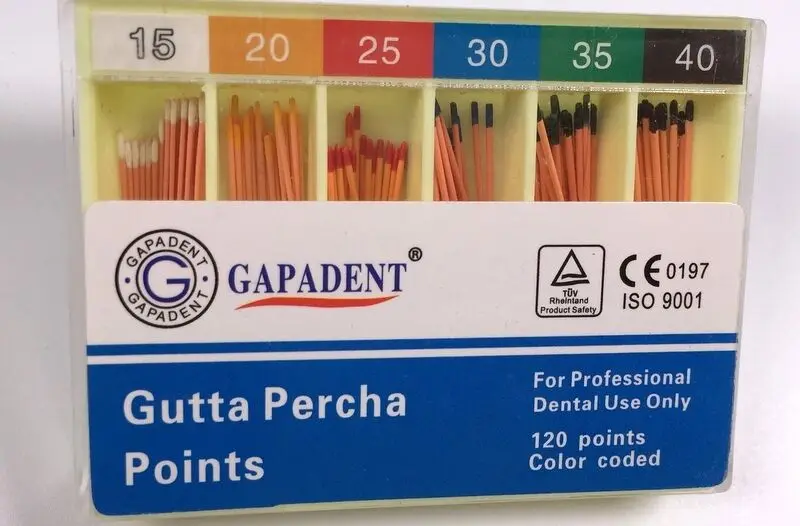 15 20 25 30 35 40
GAPADENT
GAPADENT
G
GAPADENT®
TÜV
Rheinland
Product Safety
CE 0197
ISO 9001
Gutta Percha
Points
For Professional
Dental Use Only
120 points
Color coded